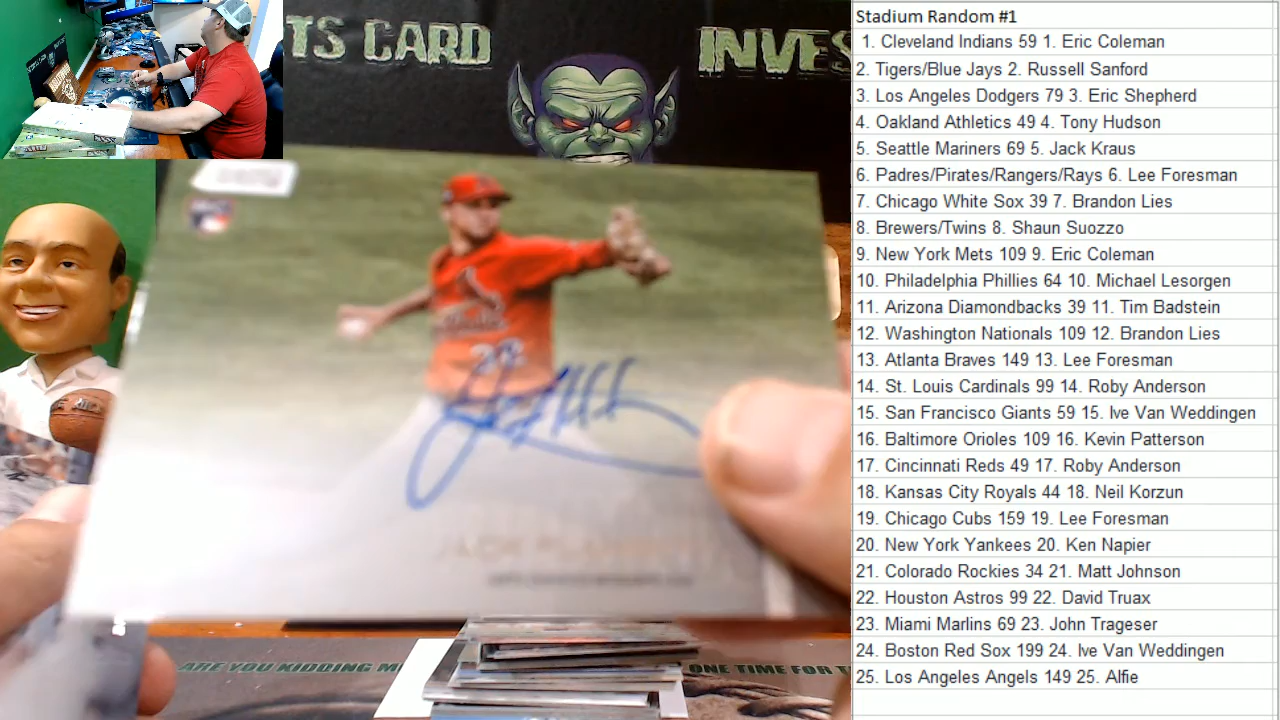 TS CARD INVES
Stadium Random #1
1. Cleveland Indians 59 1. Eric Coleman
2. Tigers/Blue Jays 2. Russell Sanford
3. Los Angeles Dodgers 79 3. Eric Shepherd
4. Oakland Athletics 49 4. Tony Hudson
5. Seattle Mariners 69 5. Jack Kraus
6. Padres/Pirates/Rangers/Rays 6. Lee Foresman
7. Chicago White Sox 39 7. Brandon Lies
8. Brewers/Twins 8. Shaun Suozzo
9. New York Mets 109 9. Eric Coleman
10. Philadelphia Phillies 64 10. Michael Lesorgen
11. Arizona Diamondbacks 39 11. Tim Badstein
12. Washington Nationals 109 12. Brandon Lies
13. Atlanta Braves 149 13. Lee Foresman
14. St. Louis Cardinals 99 14. Roby Anderson
15. San Francisco Giants 59 15. Ive Van Weddingen
16. Baltimore Orioles 109 16. Kevin Patterson
17. Cincinnati Reds 49 17. Roby Anderson
18. Kansas City Royals 44 18. Neil Korzun
19. Chicago Cubs 159 19. Lee Foresman
20. New York Yankees 20. Ken Napier
21. Colorado Rockies 34 21. Matt Johnson
22. Houston Astros 99 22. David Truax
23. Miami Marlins 69 23. John Trageser
24. Boston Red Sox 199 24. Ive Van Weddingen
25. Los Angeles Angels 149 25. Alfie
ARE YOU KIDDING M
ONE TIME FOR T